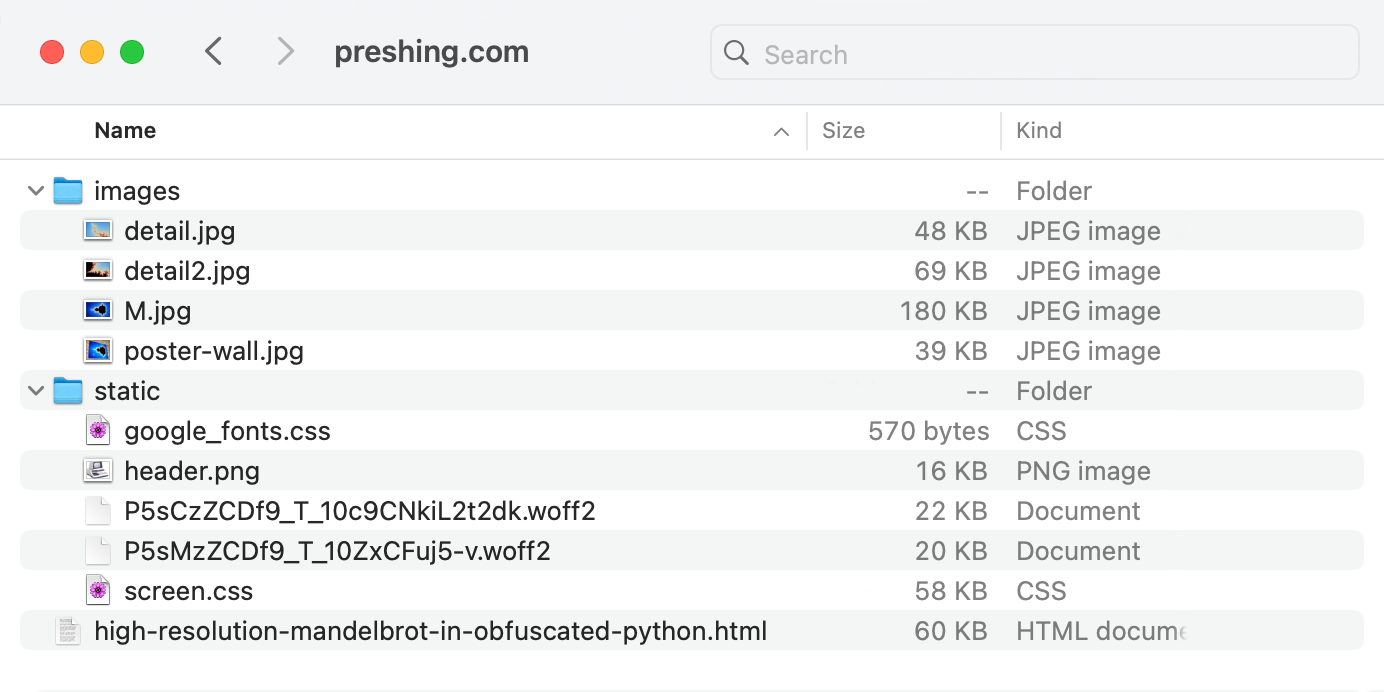 preshing.com
Search
Name Size Kind
images -- Folder
detail.jpg 48 KB JPEG image
detail2.jpg 69 KB JPEG image
M.jpg 180 KB JPEG image
poster-wall.jpg 39 KB JPEG image
static -- Folder
google_fonts.css 570 bytes CSS
header.png 16 KB PNG image
P5sCzZCDf9_T_10c9CNkiL2t2dk.woff2 22 KB Document
P5sMzZCDf9_T_10ZxCFuj5-v.woff2 20 KB Document
screen.css 58 KB CSS
high-resolution-mandelbrot-in-obfuscated-python.html 60 KB HTML docume